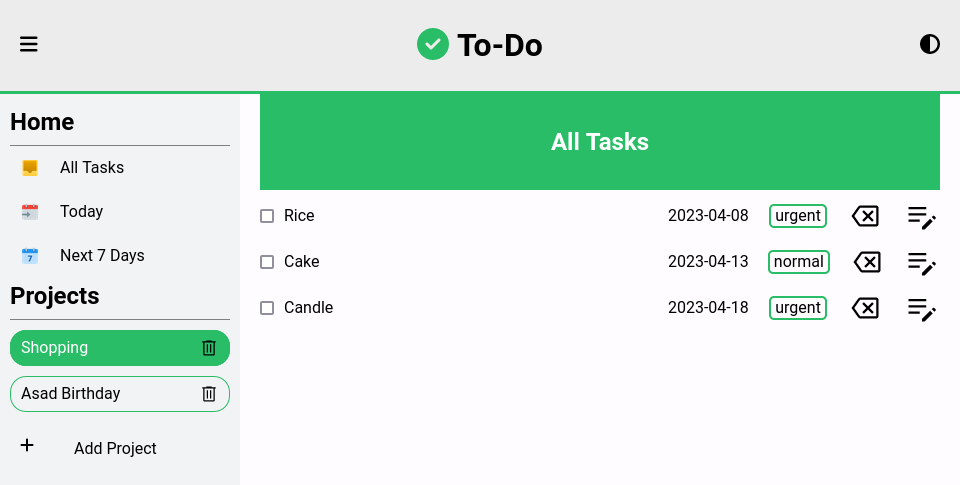 To-Do
Home
All Tasks
Today
7 Next 7 Days
Projects
Shopping
Asad Birthday
+ Add Project
All Tasks
Rice 2023-04-08 urgent
Cake 2023-04-13 normal
Candle 2023-04-18 urgent